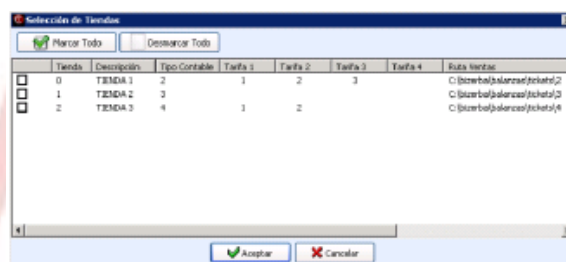 Selección de Tiendas
Marcar Todo Desmarcar Todo
Tienda Descripción Tipo Contable Tarifa 1 Tarifa 2 Tarifa 3 Tarifa 4 Ruta Ventas
0 TIENDA 1 2 1 2 3 C:\bizerba\balanzas\tickets\2
1 TIENDA 2 3 C:\bizerba\balanzas\tickets\3
2 TIENDA 3 4 1 2 C:\bizerba\balanzas\tickets\4
Aceptar Cancelar